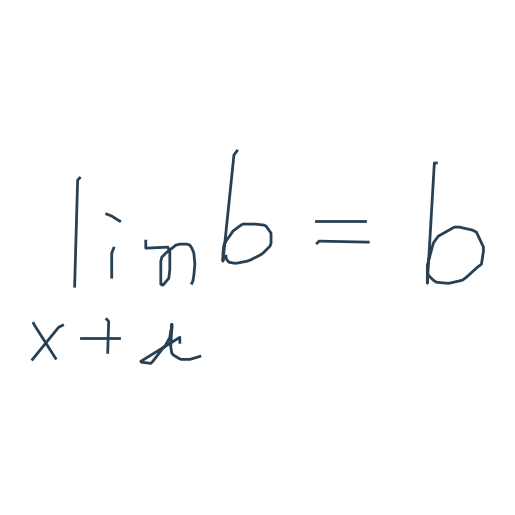 lim b = b
x + x